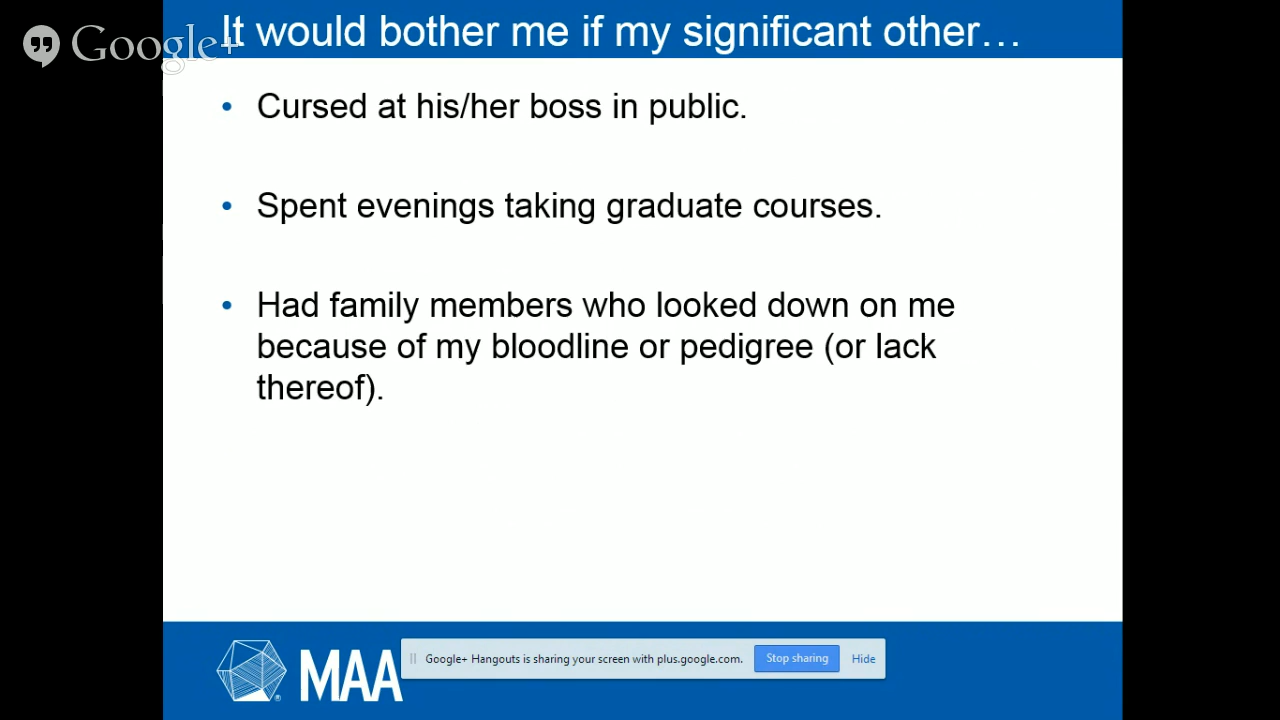 It would bother me if my significant other…
Google+
• Cursed at his/her boss in public.
• Spent evenings taking graduate courses.
• Had family members who looked down on me
because of my bloodline or pedigree (or lack
thereof).
MAA
Google+ Hangouts is sharing your screen with plus.google.com.
Stop sharing
Hide